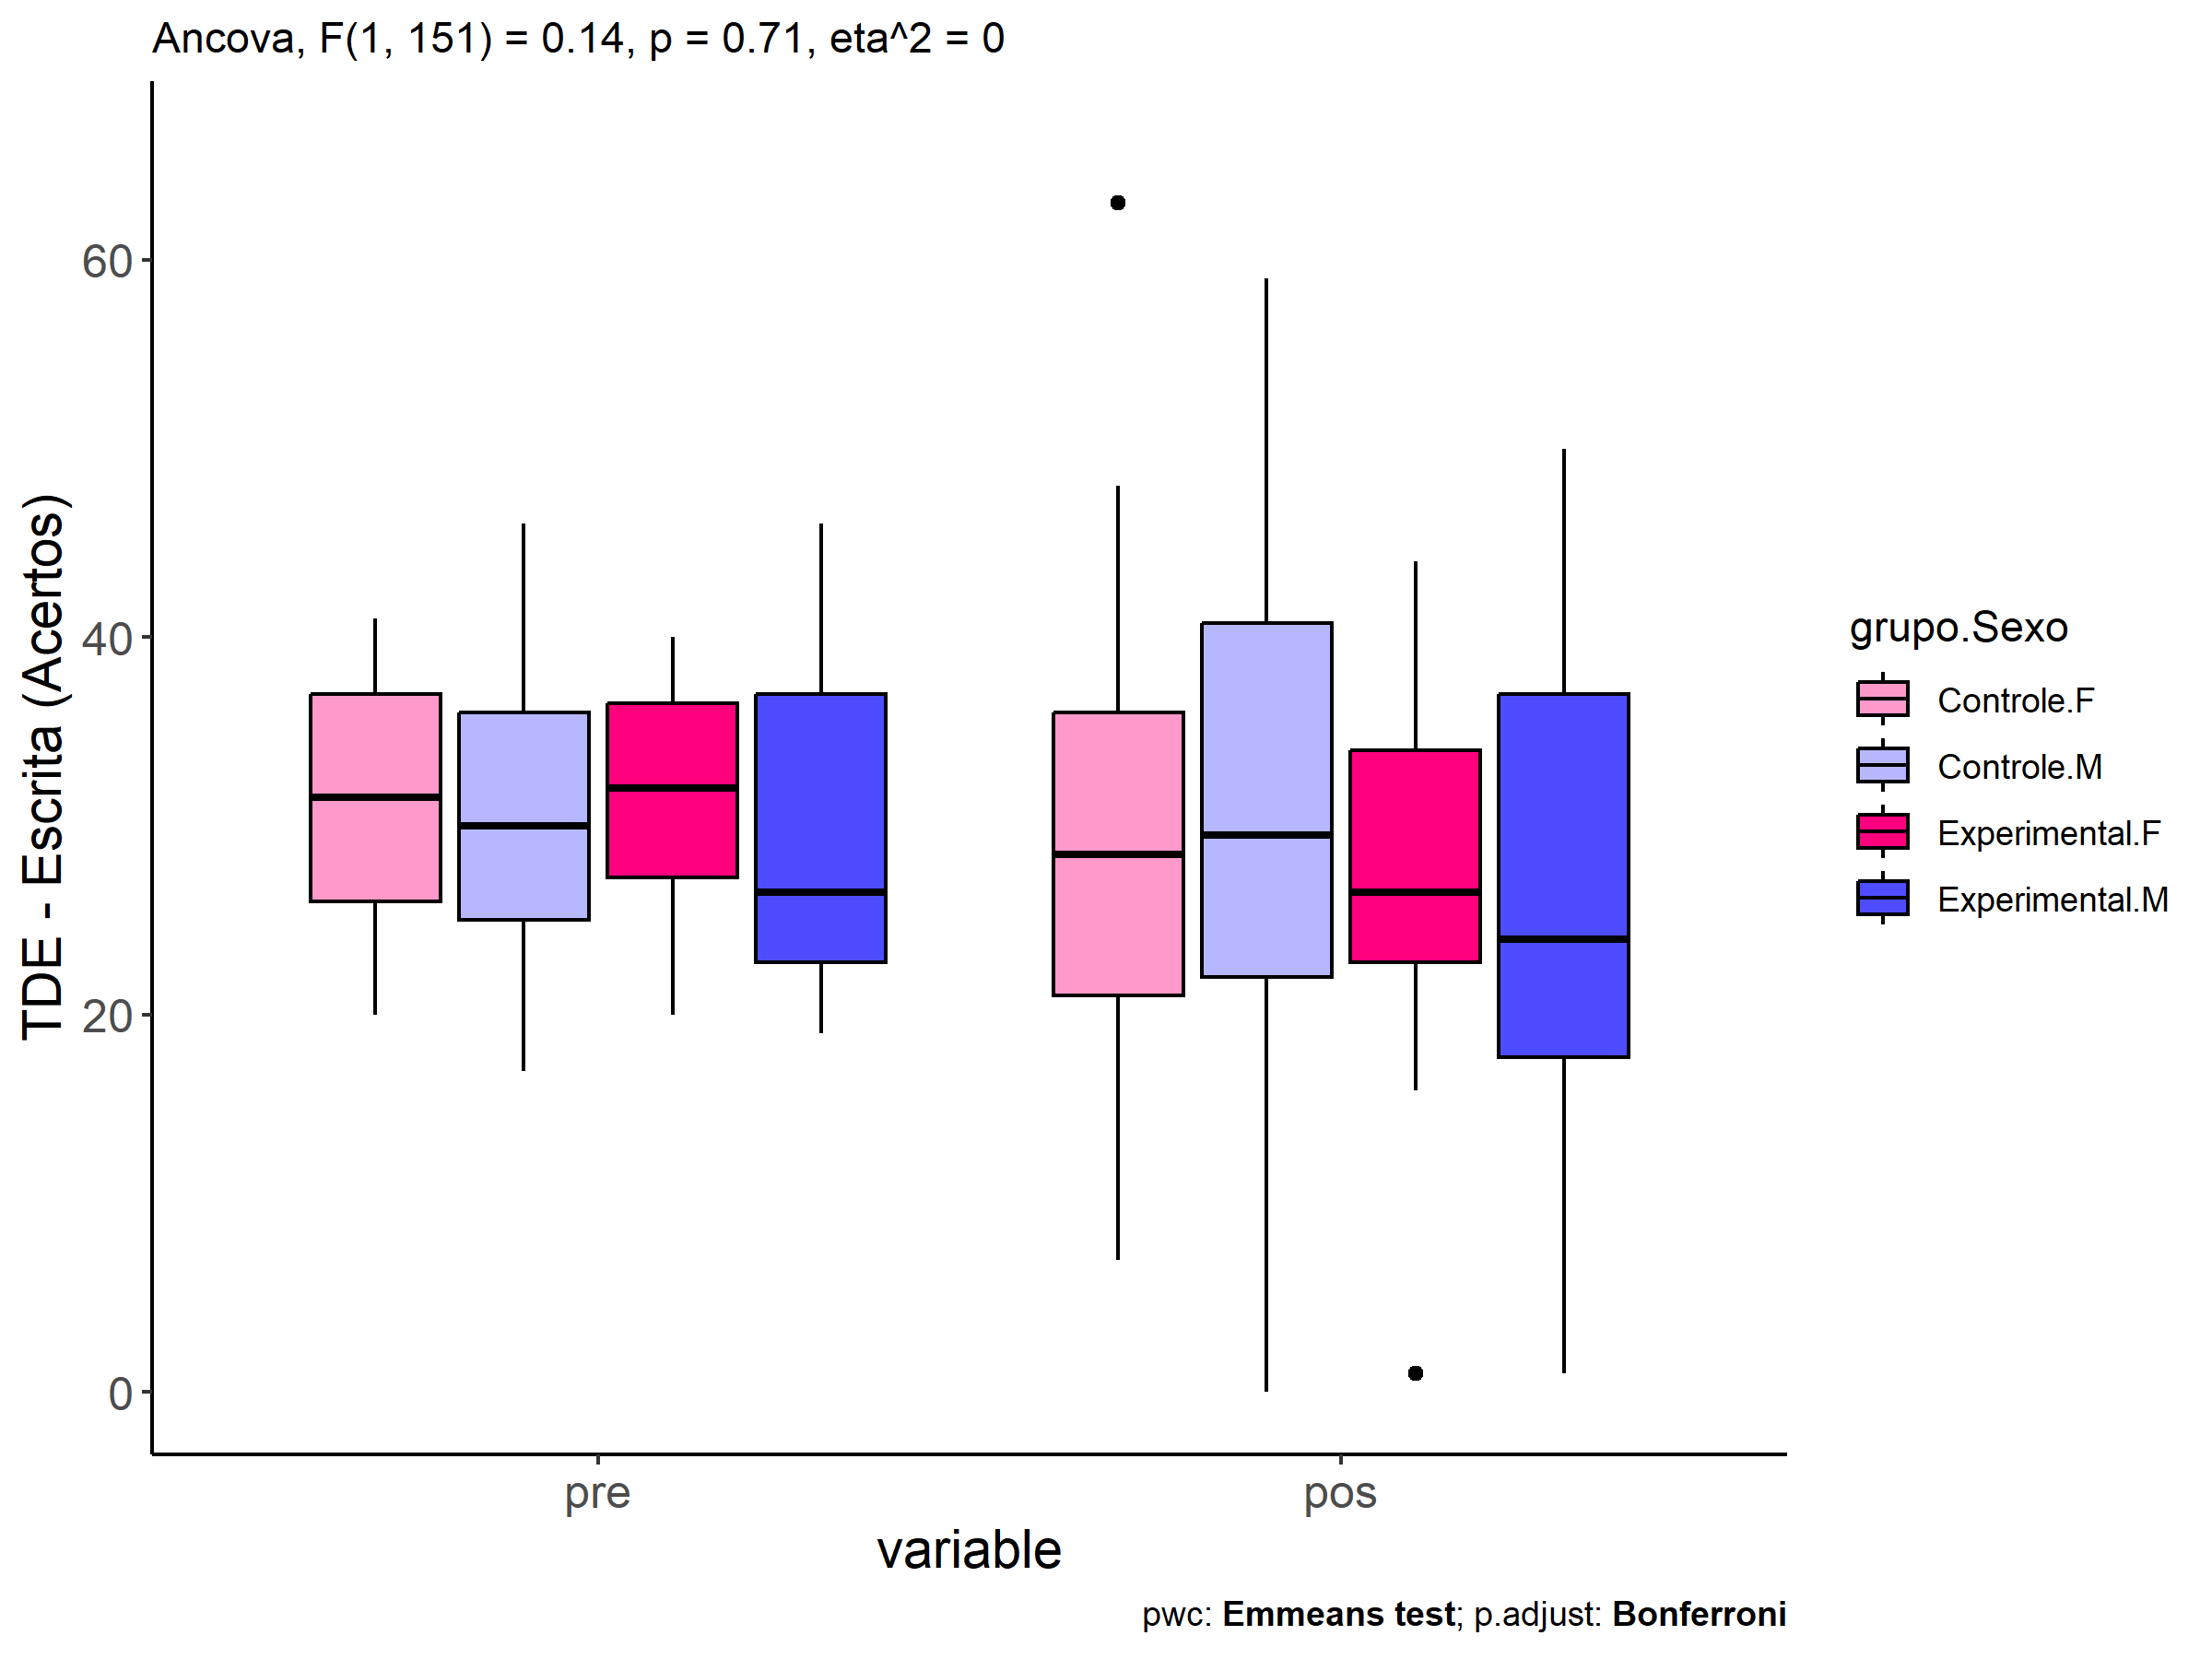 Ancova, F(1, 151) = 0.14, p = 0.71, eta^2 = 0
TDE - Escrita (Acertos)
60
40
20
0
pre
pos
variable
grupo.Sexo
Controle.F
Controle.M
Experimental.F
Experimental.M
pwc: Emmeans test; p.adjust: Bonferroni